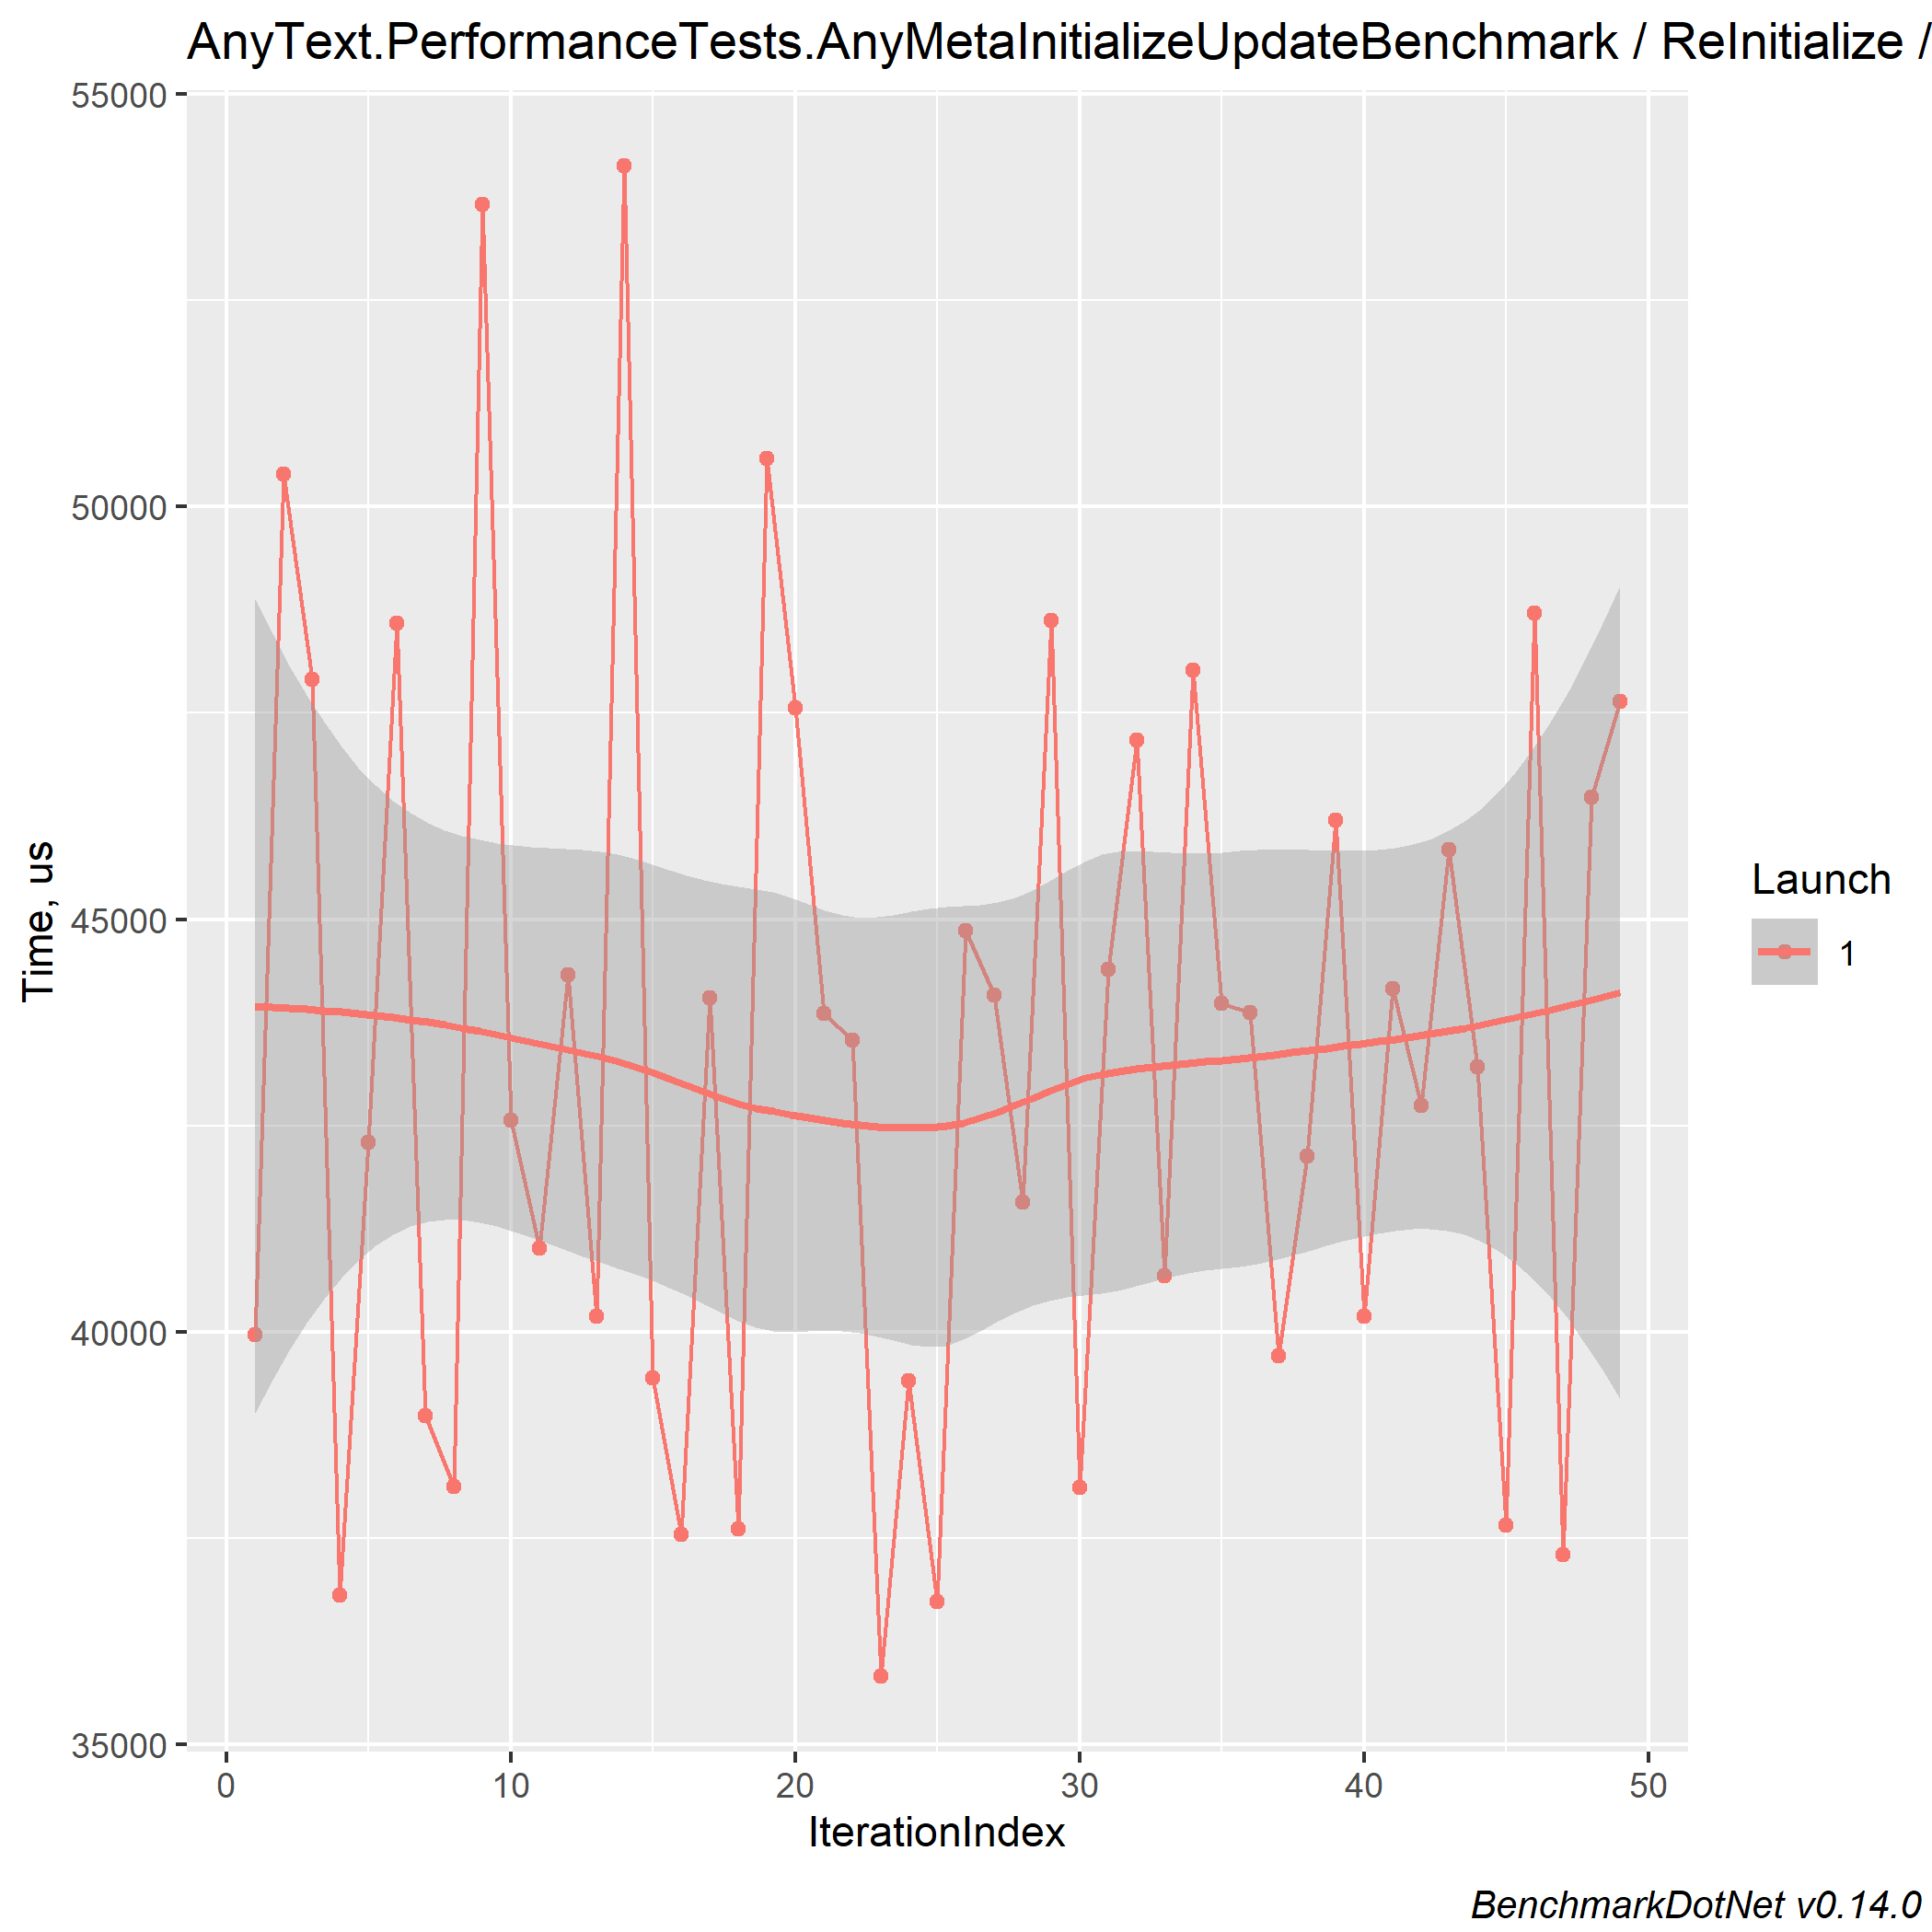 AnyText.PerformanceTests.AnyMetaInitializeUpdateBenchmark / ReInitialize /
55000
50000
45000
40000
35000
Time, us
0 10 20 30 40 50
IterationIndex
Launch
1
BenchmarkDotNet v0.14.0